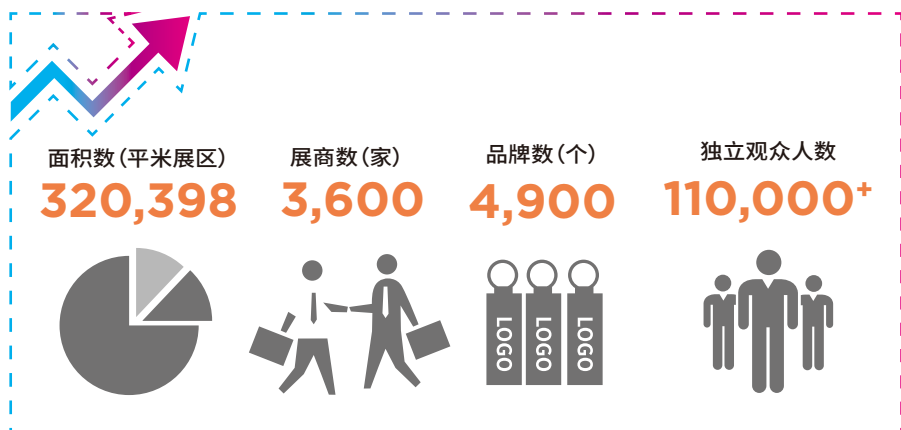 面积数(平米展区)
320,398
展商数(家)
3,600
品牌数(个)
4,900
独立观众人数
110,000+
LOGO
LOGO
LOGO